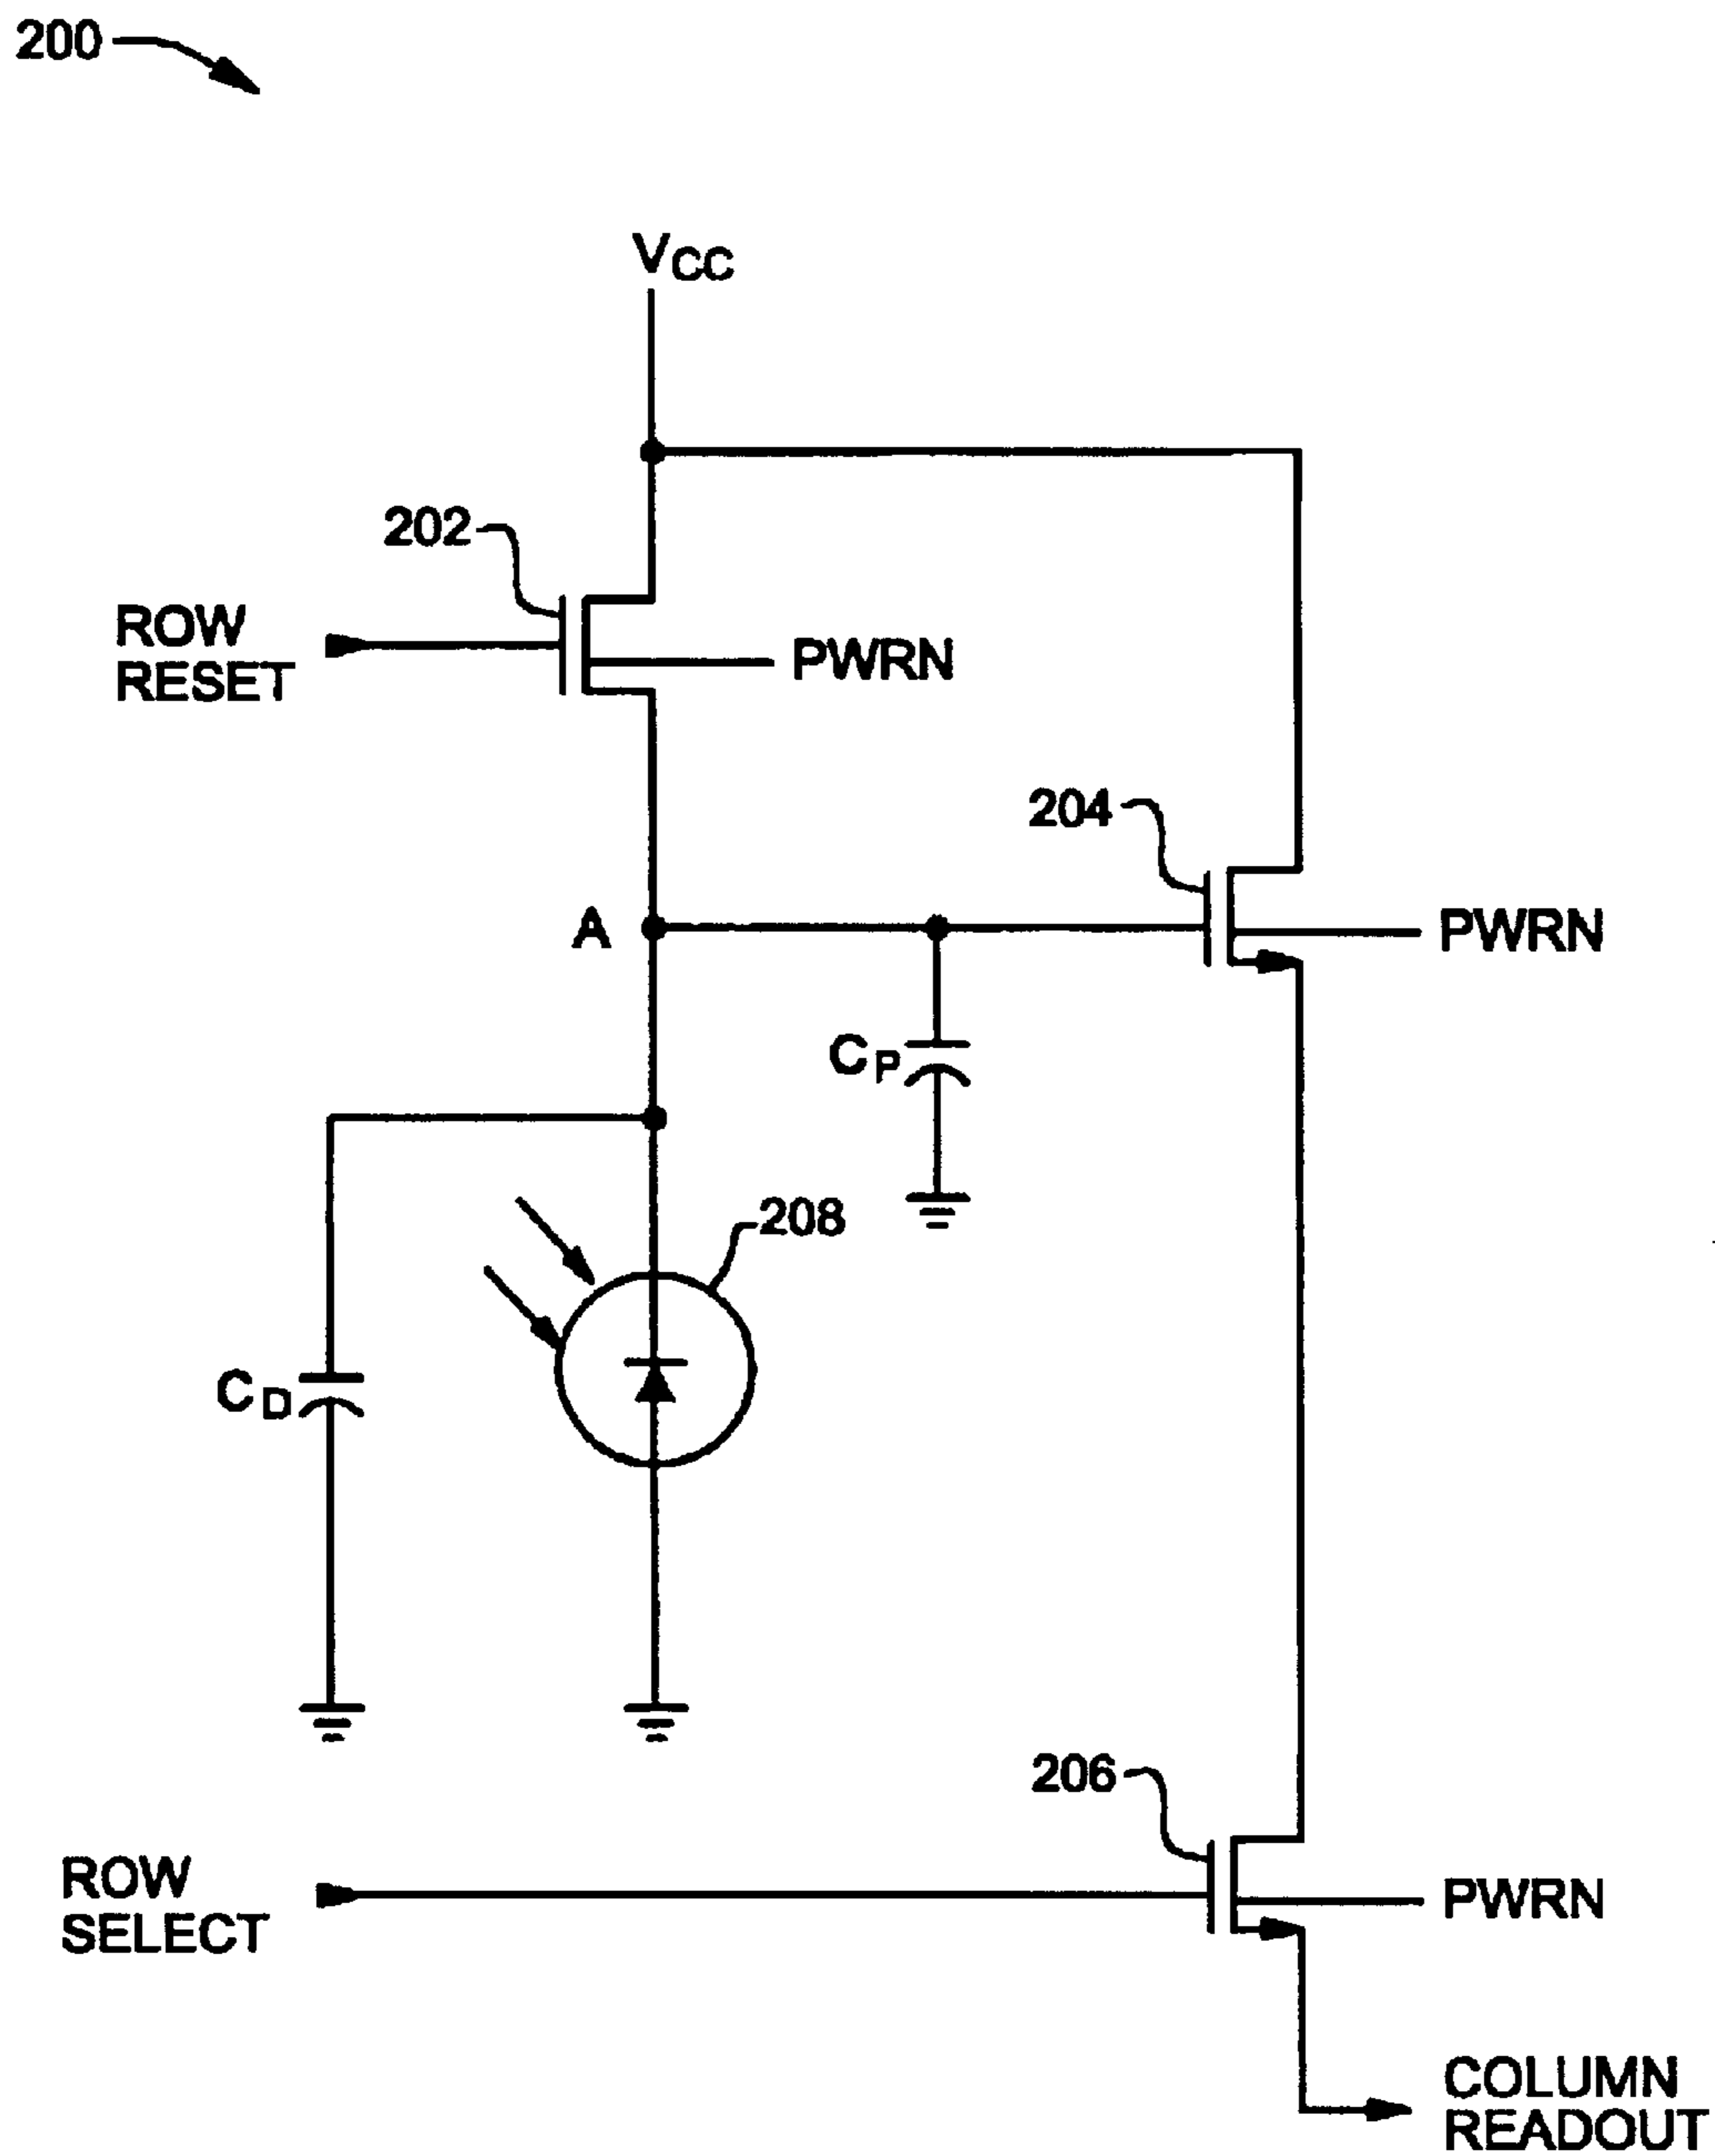 200
VCC
202
ROW
RESET
PWRN
204
A
PWRN
CP
208
CD
206
ROW
SELECT
PWRN
COLUMN
READOUT